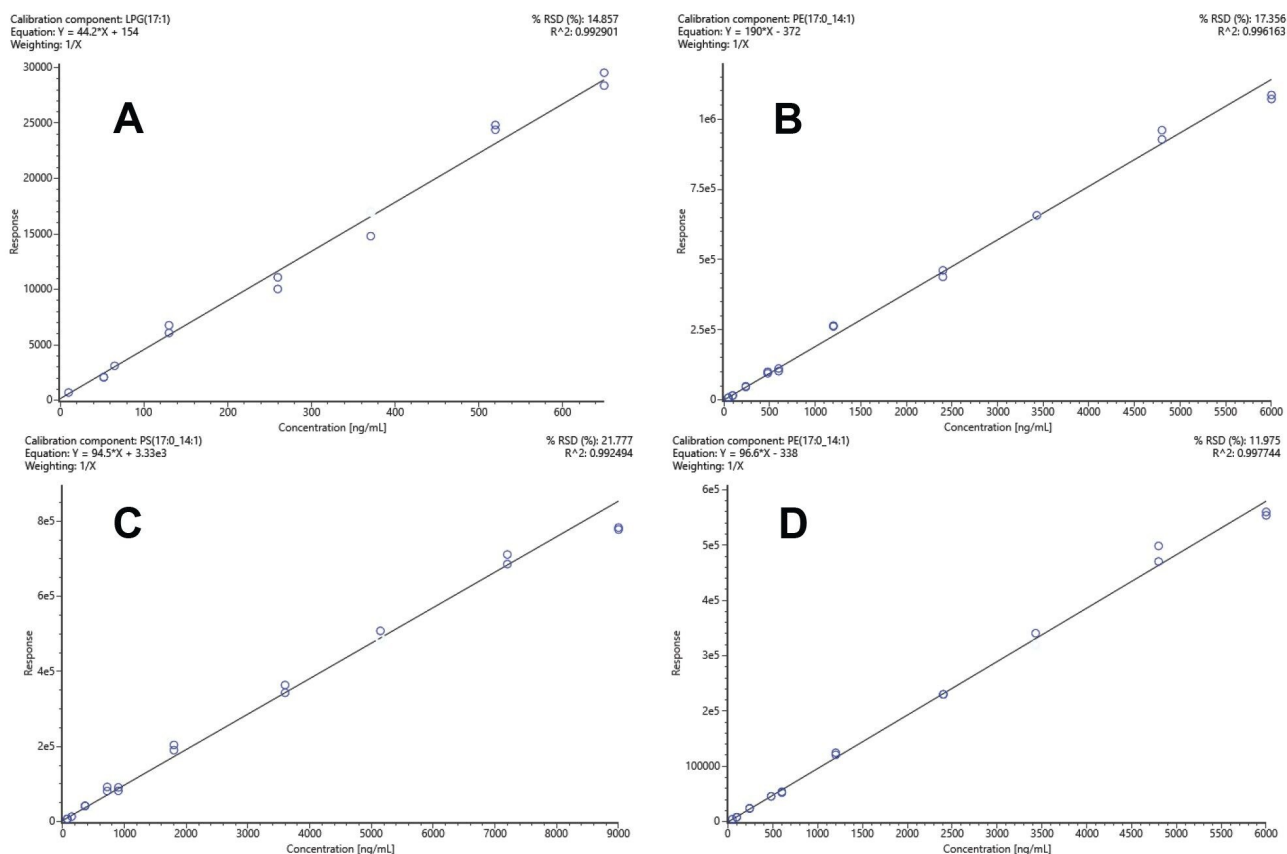 Calibration component: LPG(17:1)
% RSD (%): 14.857
Equation: Y = 44.2*X + 154
R^2: 0.992901
Weighting: 1/X
A
30000
25000
20000
15000
10000
5000
0
Response
0 100 200 300 400 500 600
Concentration [ng/mL]
Calibration component: PE(17:0_14:1)
% RSD (%): 17.356
Equation: Y = 190*X - 372
R^2: 0.996163
Weighting: 1/X
B
1e6
7.5e5
5e5
2.5e5
0
Response
0 500 1000 1500 2000 2500 3000 3500 4000 4500 5000 5500 6000
Concentration [ng/mL]
Calibration component: PS(17:0_14:1)
% RSD (%): 21.777
Equation: Y = 94.5*X + 3.33e3
R^2: 0.992494
Weighting: 1/X
C
8e5
6e5
4e5
2e5
0
Response
0 1000 2000 3000 4000 5000 6000 7000 8000 9000
Concentration [ng/mL]
Calibration component: PE(17:0_14:1)
% RSD (%): 11.975
Equation: Y = 96.6*X - 338
R^2: 0.997744
Weighting: 1/X
D
6e5
5e5
4e5
3e5
2e5
100000
0
Response
0 500 1000 1500 2000 2500 3000 3500 4000 4500 5000 5500 6000
Concentration [ng/mL]